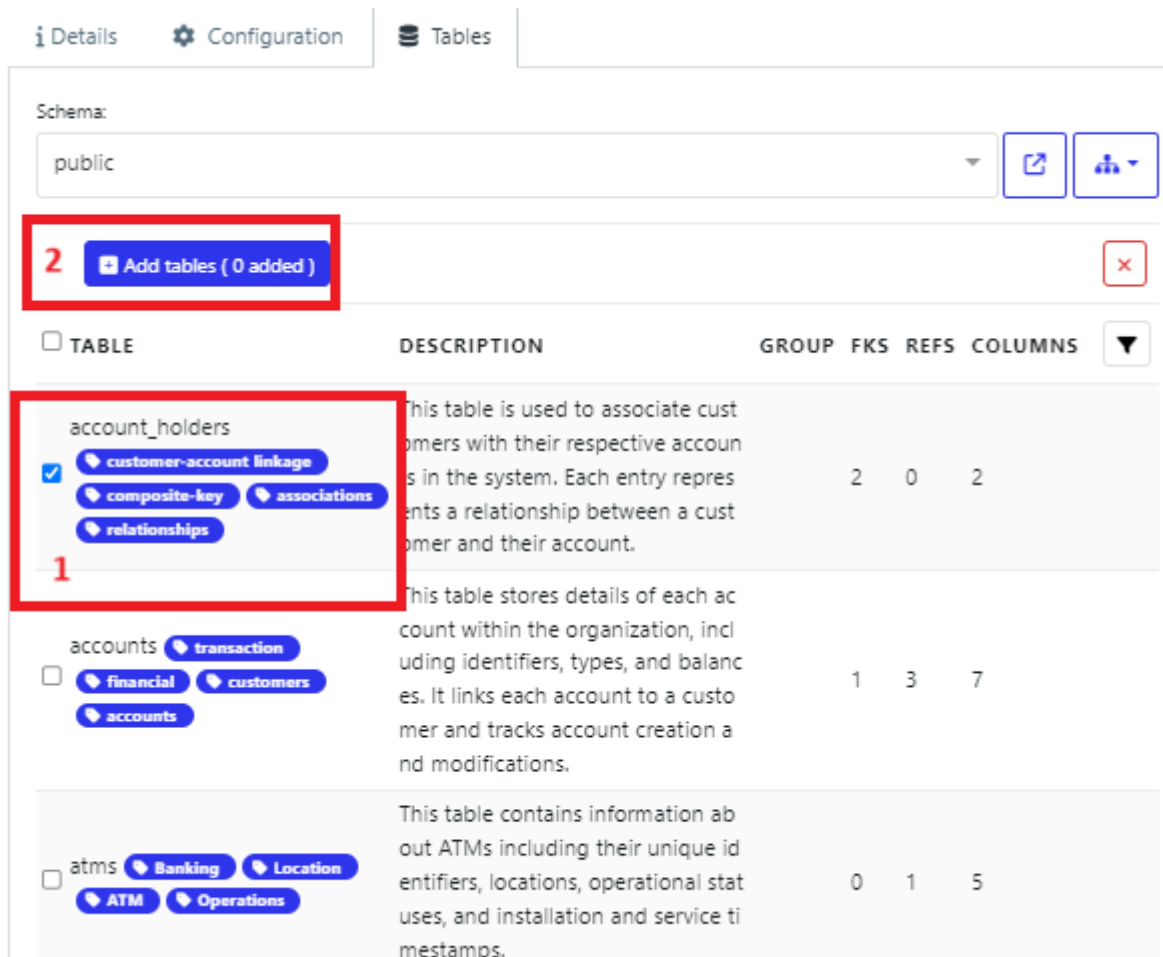 Details Configuration Tables
Schema:
public
2 Add tables ( 0 added )
TABLE DESCRIPTION GROUP FKS REFS COLUMNS
account_holders
customer-account linkage
composite-key associations
relationships
1
This table is used to associate cust
omers with their respective accoun
s in the system. Each entry repres
ents a relationship between a cust
omer and their account.
2 0 2
accounts transaction
financial customers
accounts
This table stores details of each ac
count within the organization, incl
uding identifiers, types, and balanc
es. It links each account to a custo
mer and tracks account creation a
nd modifications.
1 3 7
atms Banking Location
ATM Operations
This table contains information ab
out ATMs including their unique id
entifiers, locations, operational stat
uses, and installation and service ti
mestamps.
0 1 5